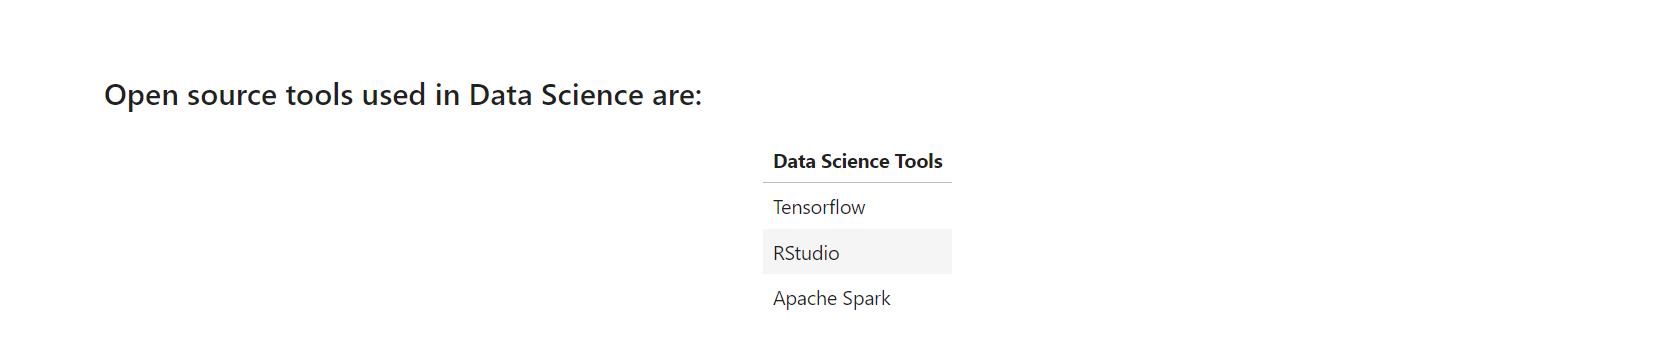 Open source tools used in Data Science are:
Data Science Tools
Tensorflow
RStudio
Apache Spark